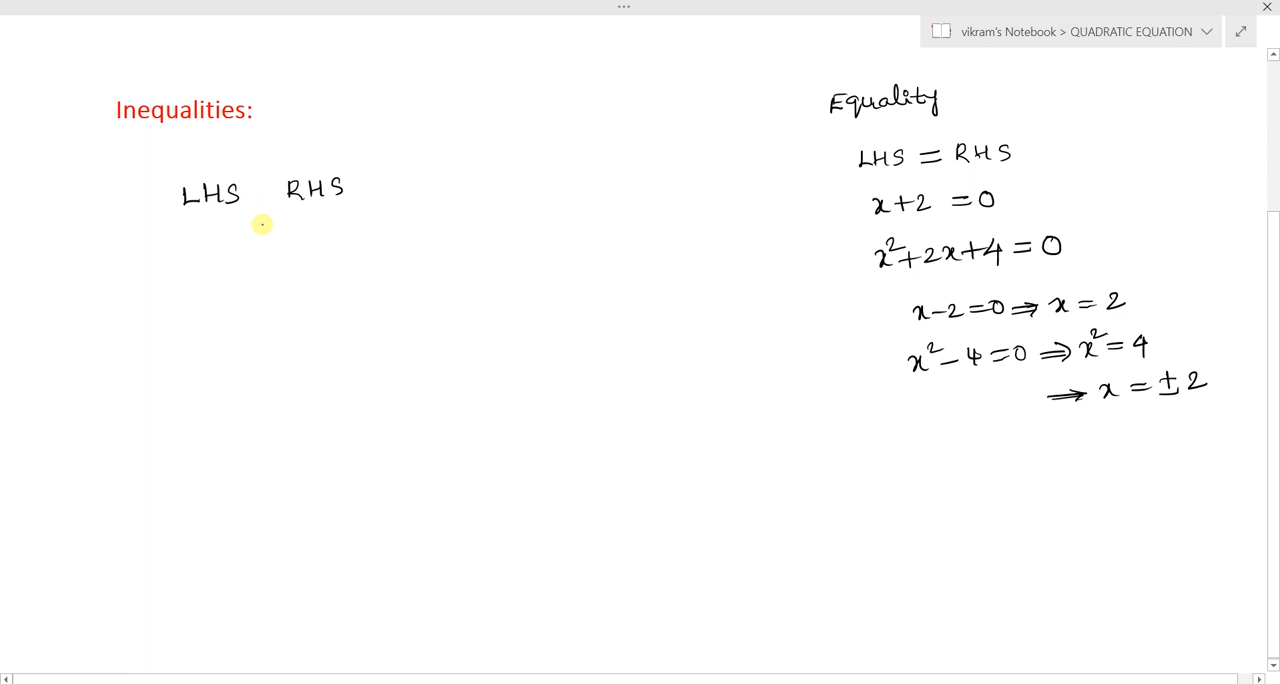 vikram's Notebook > QUADRATIC EQUATION
Inequalities:
LHS RHS
Equality
LHS = RHS
x+2 =0
x²+2x+4=0
x-2=0⇒ x = 2
x²-4=0 ⇒ x² = 4
⇒ x = ±2